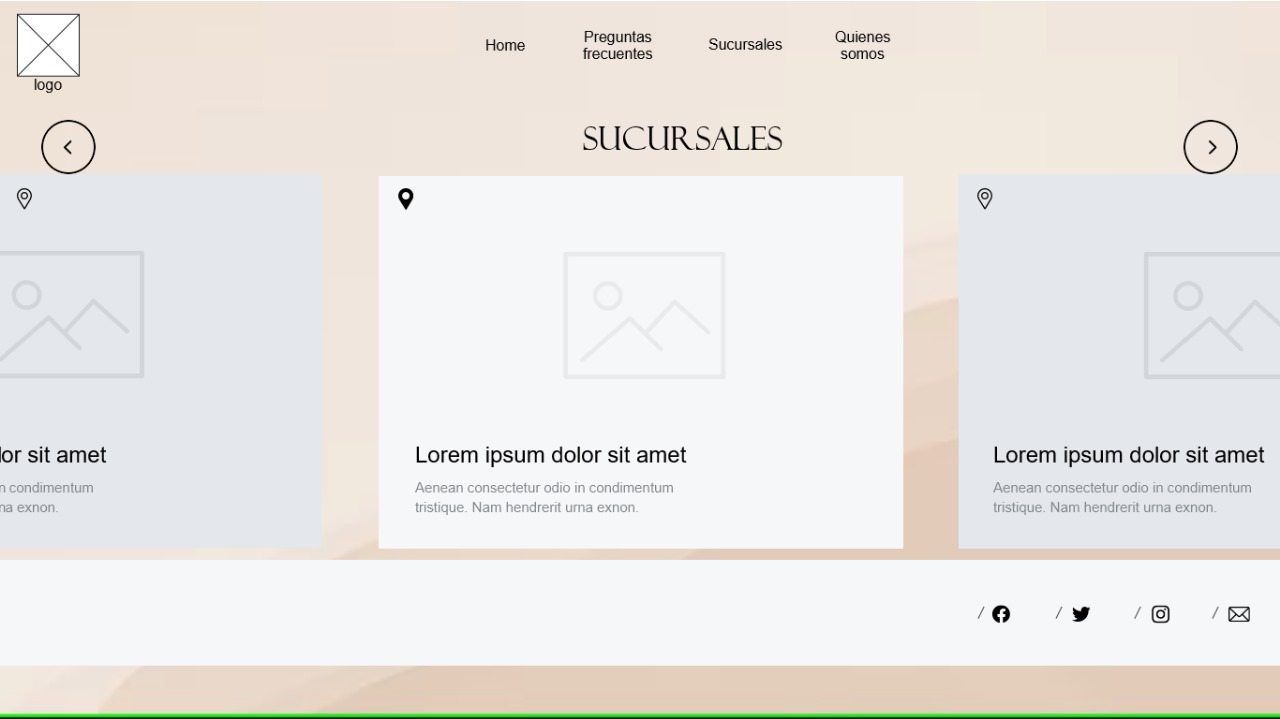 logo
Home
Preguntas
frecuentes
Sucursales
Quienes
somos
SUCURSALES
lor sit amet
n condimentum
na exnon.
Lorem ipsum dolor sit amet
Aenean consectetur odio in condimentum
tristique. Nam hendrerit urna exnon.
Lorem ipsum dolor sit amet
Aenean consectetur odio in condimentum
tristique. Nam hendrerit urna exnon.
/ / / /